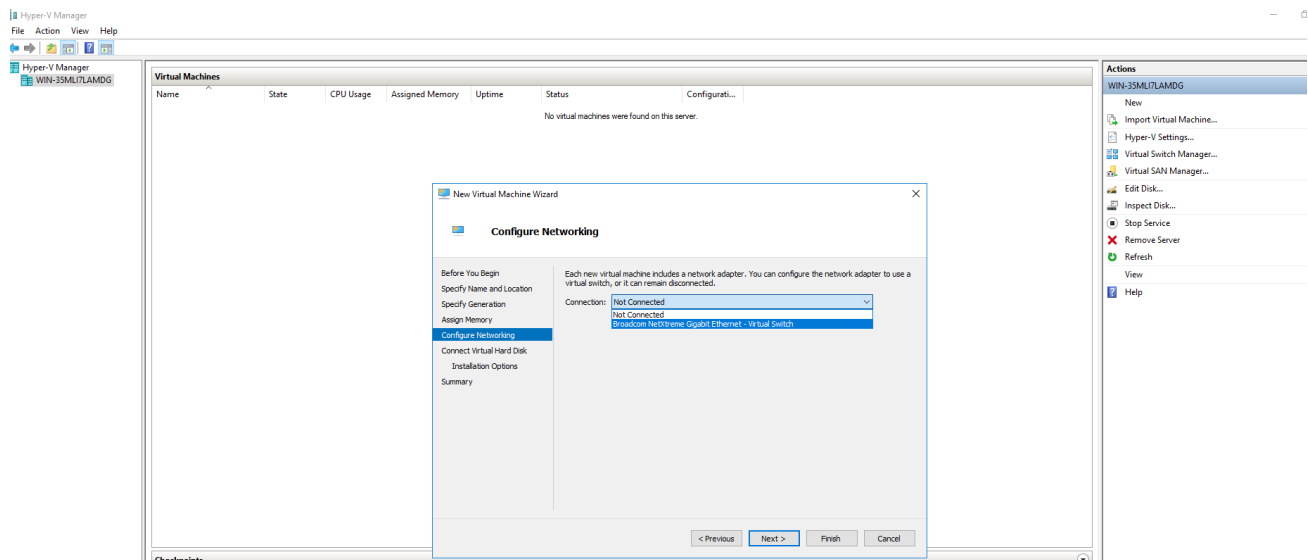 Hyper-V Manager
File Action View Help
Hyper-V Manager
WIN-35MLI7LAMDG
Virtual Machines
Name State CPU Usage Assigned Memory Uptime Status Configurati...
No virtual machines were found on this server.
New Virtual Machine Wizard
Configure Networking
Before You Begin
Specify Name and Location
Specify Generation
Assign Memory
Configure Networking
Connect Virtual Hard Disk
Installation Options
Summary
Each new virtual machine includes a network adapter. You can configure the network adapter to use a
virtual switch, or it can remain disconnected.
Connection: Not Connected
Not Connected
Broadcom NetXtreme Gigabit Ethernet - Virtual Switch
< Previous Next > Finish Cancel
Checkpoints
Actions
WIN-35MLI7LAMDG
New
Import Virtual Machine...
Hyper-V Settings...
Virtual Switch Manager...
Virtual SAN Manager...
Edit Disk...
Inspect Disk...
Stop Service
Remove Server
Refresh
View
Help